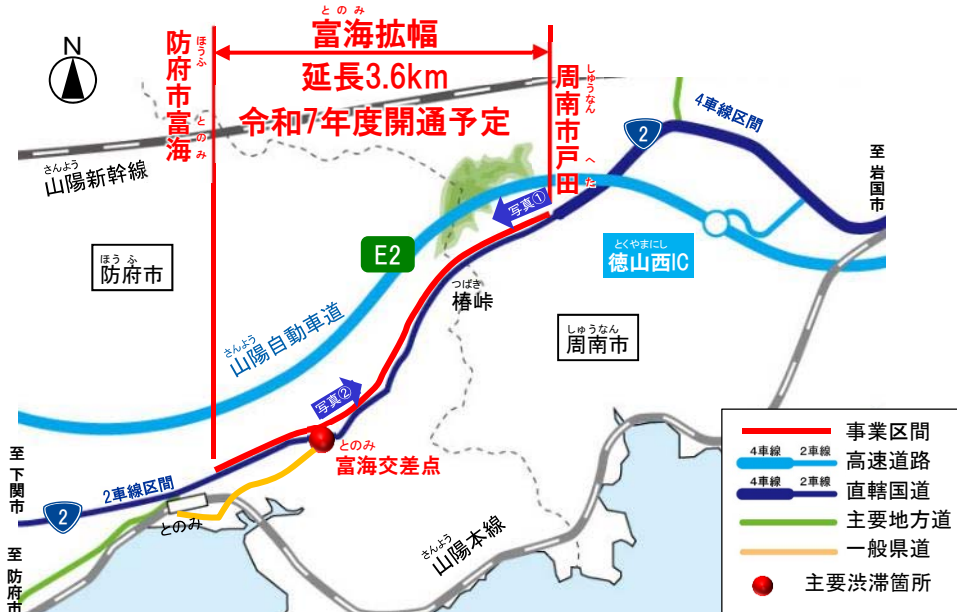 N
とのみ
富海拡幅
延長3.6km
令和7年度開通予定
ほうふ
とのみ
防府市富海
しゅうなん
へた
周南市戸田
4車線区間
2
至 岩国市
さんよう
山陽新幹線
写真①
ほうふ
防府市
E2
とくやまにし
徳山西IC
つばき
椿峠
しゅうなん
周南市
さんよう
山陽自動車道
写真②
とのみ
富海交差点
至 下関市
2車線区間
2
とのみ
至 防府市
さんよう
山陽本線
事業区間
4車線 2車線
高速道路
4車線 2車線
直轄国道
主要地方道
一般県道
主要渋滞箇所